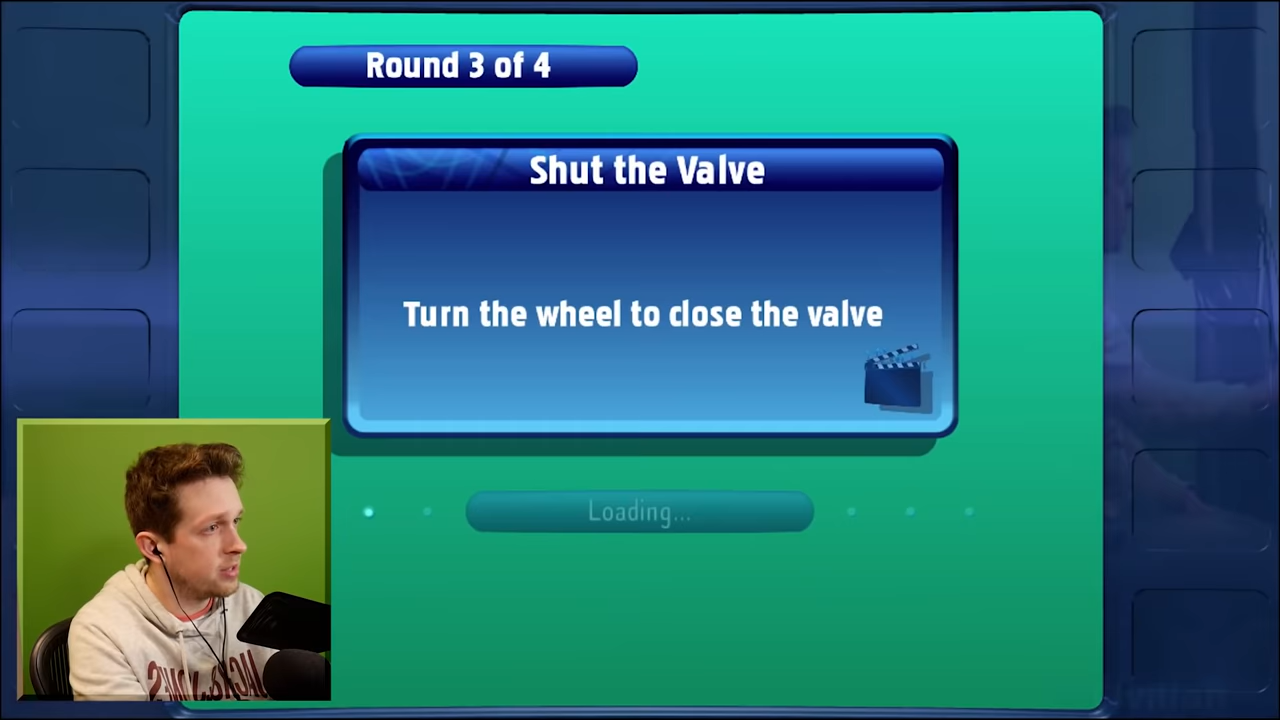 Round 3 of 4
Shut the Valve
Turn the wheel to close the valve
Loading...